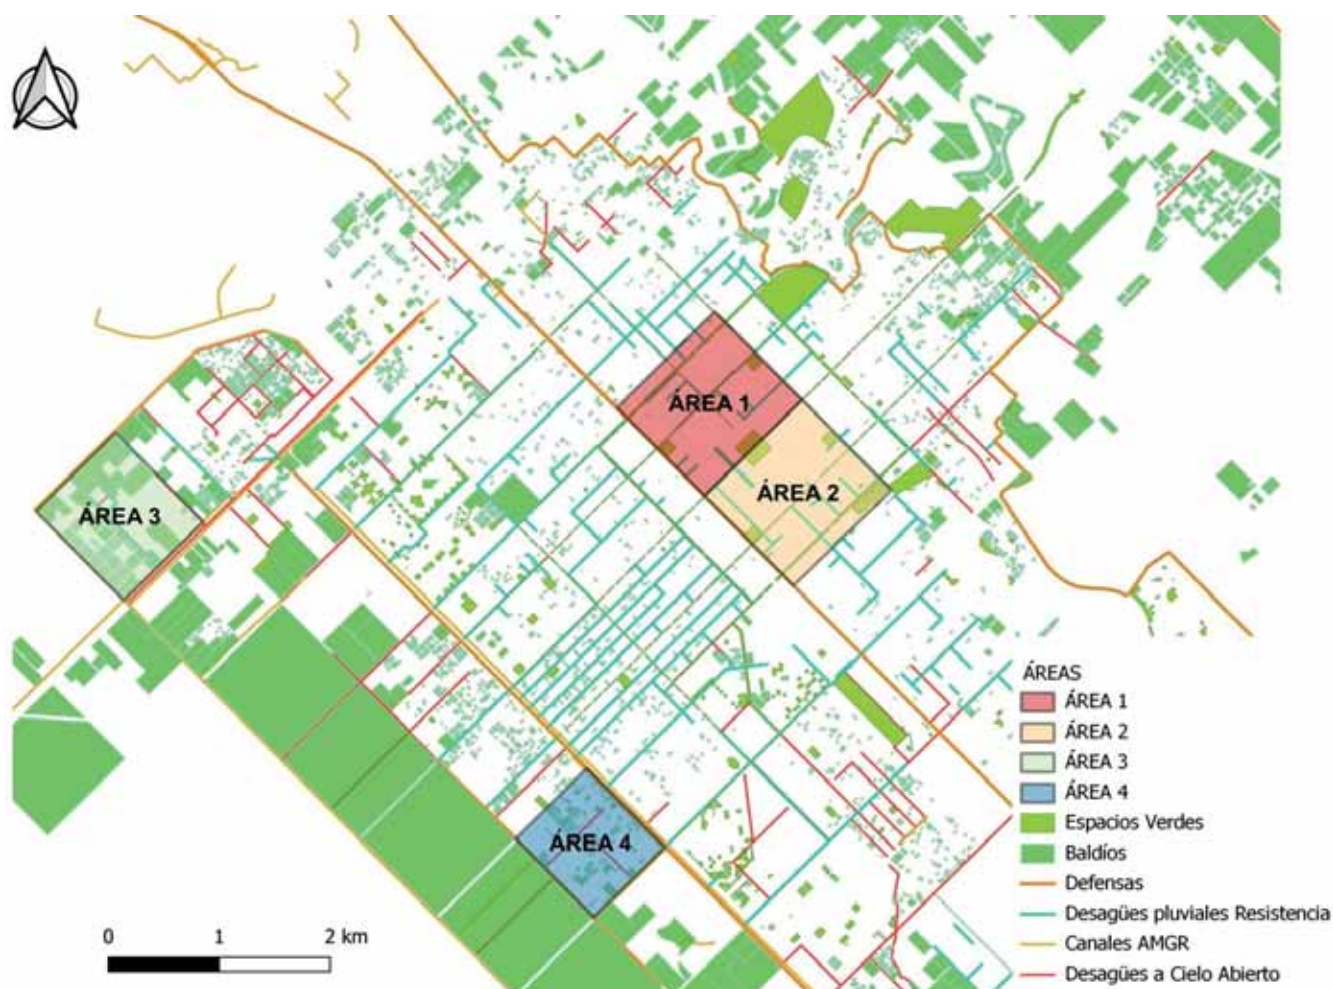 ÁREA 1
ÁREA 2
ÁREA 3
ÁREA 4
ÁREAS
ÁREA 1
ÁREA 2
ÁREA 3
ÁREA 4
Espacios Verdes
Baldíos
Defensas
Desagües pluviales Resistencia
Canales AMGR
Desagües a Cielo Abierto
0 1 2 km